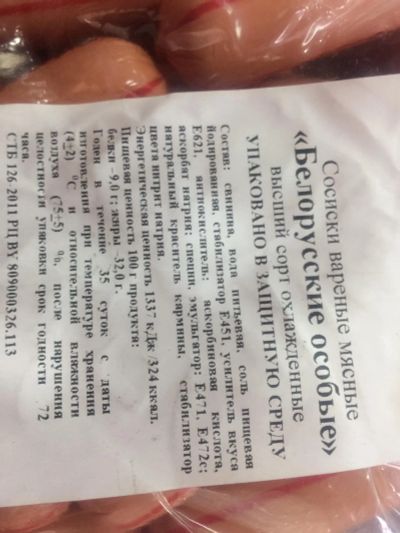 Сосиски вареные мясные
«Белорусские особые»
высший сорт охлажденные
УПАКОВАНО В ЗАЩИТНУЮ СРЕДУ
Состав: свинина, вода питьевая, соль пищевая
йодированная, стабилизатор Е451, усилитель вкуса
Е621, антиокислитель: аскорбиновая кислота,
аскорбат натрия; специи, эмульгатор: Е471, Е472с;
натуральный краситель кармины, стабилизатор
цвета нитрит натрия.
Энергетическая ценность 1337 кДж/ 324 ккал.
Пищевая ценность 100 г продукта:
белки –9,0 г; жиры –32,0 г.
Годен в течение 35 суток с даты
изготовления при температуре хранения
(4±2) ⁰С и относительной влажности
воздуха (75±5) %, после нарушения
целостности упаковки срок годности 72
часа.
СТБ 126 2011 РЦ BY 809000326.113